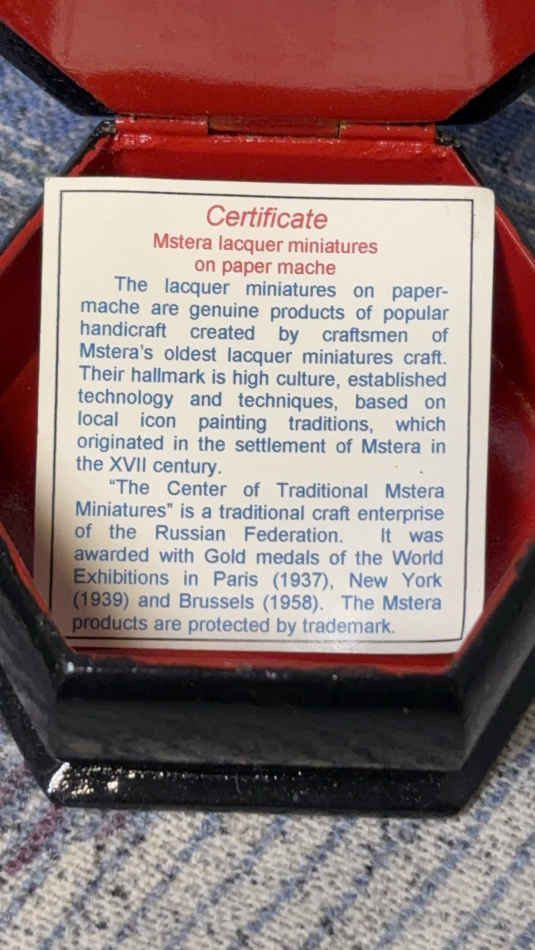 Certificate
Mstera lacquer miniatures
on paper mache
The lacquer miniatures on paper-
mache are genuine products of popular
handicraft created by craftsmen of
Mstera's oldest lacquer miniatures craft.
Their hallmark is high culture, established
technology and techniques, based on
local icon painting traditions, which
originated in the settlement of Mstera in
the XVII century.
"The Center of Traditional Mstera
Miniatures" is a traditional craft enterprise
of the Russian Federation. It was
awarded with Gold medals of the World
Exhibitions in Paris (1937), New York
(1939) and Brussels (1958). The Mstera
products are protected by trademark.